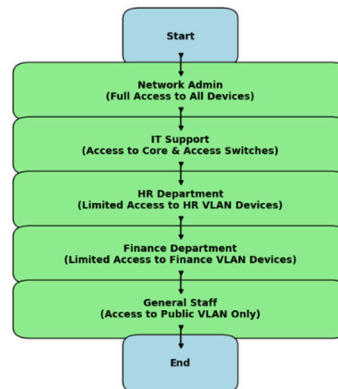 Start
Network Admin
(Full Access to All Devices)
IT Support
(Access to Core & Access Switches)
HR Department
(Limited Access to HR VLAN Devices)
Finance Department
(Limited Access to Finance VLAN Devices)
General Staff
(Access to Public VLAN Only)
End